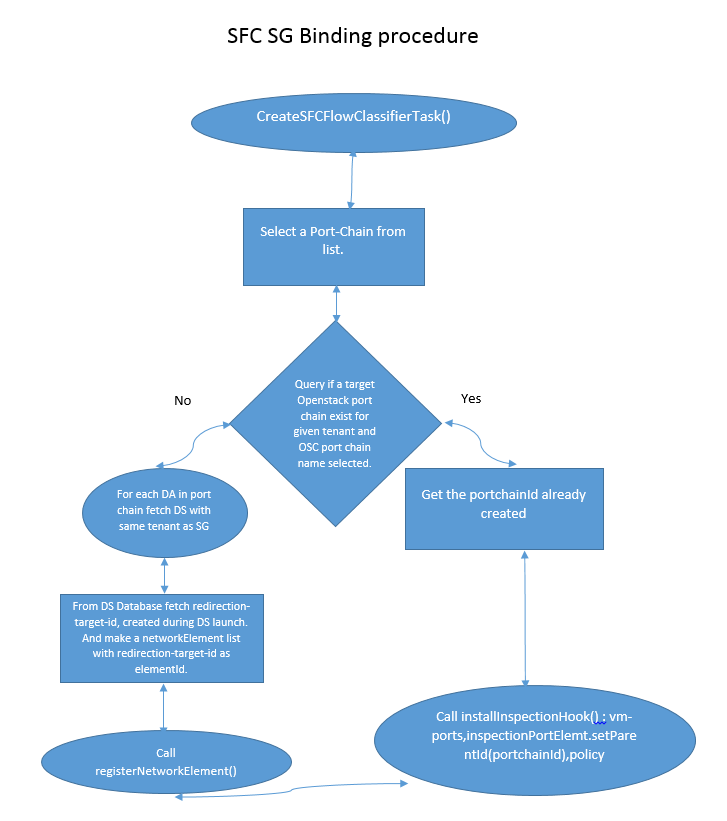 SFC SG Binding procedure
CreateSFCFlowClassifierTask()
Select a Port-Chain from
list.
Query if a target
Openstack port
chain exist for
given tenant and
OSC port chain
name selected.
No
Yes
For each DA in port
chain fetch DS with
same tenant as SG
Get the portchainId already
created
From DS Database fetch redirection-
target-id, created during DS launch.
And make a networkElement list
with redirection-target-id as
elementId.
Call
registerNetworkElement()
Call installInspectionHook() : vm-
ports,inspectionPortElemt.setPare
ntId(portchainId),policy